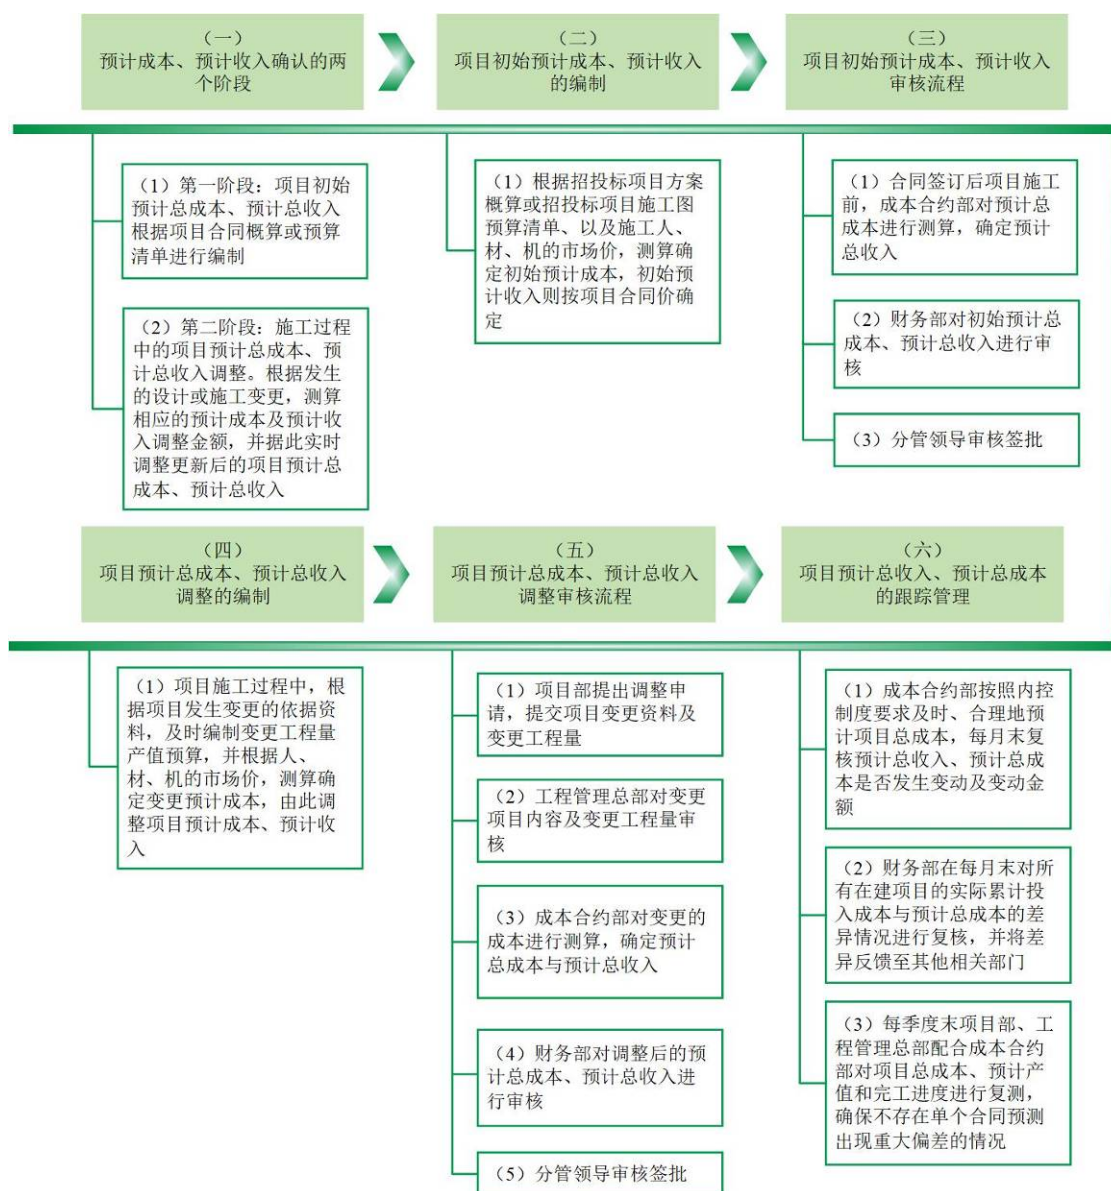 （一）
预计成本、预计收入确认的两
个阶段
（二）
项目初始预计成本、预计收入
的编制
（三）
项目初始预计成本、预计收入
审核流程
（1）第一阶段：项目初始
预计总成本、预计总收入
根据项目合同概算或预算
清单进行编制
（2）第二阶段：施工过程
中的项目预计总成本、预
计总收入调整。根据发生
的设计或施工变更，测算
相应的预计成本及预计收
入调整金额，并据此实时
调整更新后的项目预计总
成本、预计总收入
（1）根据招投标项目方案
概算或招投标项目施工图
预算清单、以及施工人、
材、机的市场价，测算确
定初始预计成本，初始预
计收入则按项目合同价确
定
（1）合同签订后项目施工
前，成本合约部对预计总
成本进行测算，确定预计
总收入
（2）财务部对初始预计总
成本、预计总收入进行审
核
（3）分管领导审核签批
（四）
项目预计总成本、预计总收入
调整的编制
（五）
项目预计总成本、预计总收入
调整审核流程
（六）
项目预计总收入、预计总成本
的跟踪管理
（1）项目施工过程中，根
据项目发生变更的依据资
料，及时编制变更工程量
产值预算，并根据人、
材、机的市场价，测算确
定变更预计成本，由此调
整项目预计成本、预计收
入
（1）项目部提出调整申
请，提交项目变更资料及
变更工程量
（2）工程管理总部对变更
项目内容及变更工程量审
核
（3）成本合约部对变更的
成本进行测算，确定预计
总成本与预计总收入
（4）财务部对调整后的预
计总成本、预计总收入进
行审核
（5）分管领导审核签批
（1）成本合约部按照内控
制度要求及时、合理地预
计项目总成本，每月末复
核预计总收入、预计总成
本是否发生变动及变动金
额
（2）财务部在每月末对所
有在建项目的实际累计投
入成本与预计总成本的差
异情况进行复核，并将差
异反馈至其他相关部门
（3）每季度末项目部、工
程管理总部配合成本合约
部对项目总成本、预计产
值和完工进度进行复测，
确保不存在单个合同预测
出现重大偏差的情况